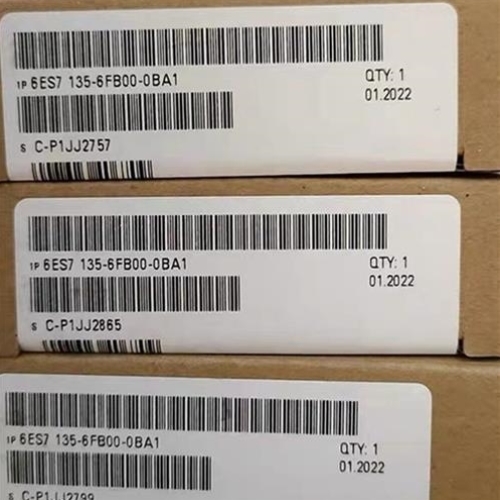 1P 6ES7 135-6FB00-0BA1
QTY: 1
01.2022
S C-P1JJ2757
1P 6ES7 135-6FB00-0BA1
QTY: 1
01.2022
S C-P1JJ2865
1P 6ES7 135-6FB00-0BA1
QTY: 1
01.2022
S C-P1JJ2799